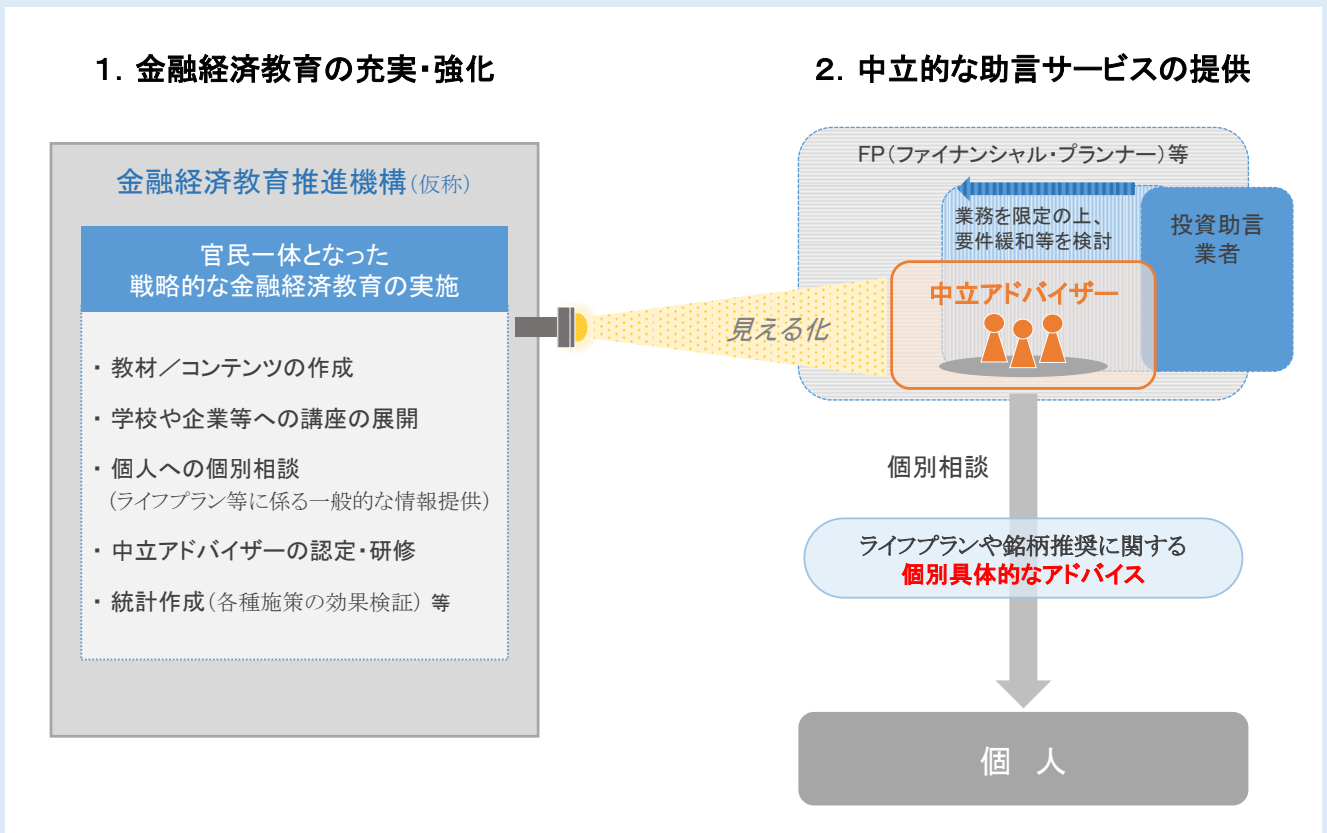 1．金融経済教育の充実・強化
金融経済教育推進機構（仮称）
官民一体となった
戦略的な金融経済教育の実施
・ 教材／コンテンツの作成
・ 学校や企業等への講座の展開
・ 個人への個別相談
（ライフプラン等に係る一般的な情報提供）
・ 中立アドバイザーの認定・研修
・ 統計作成（各種施策の効果検証） 等
見える化
2．中立的な助言サービスの提供
FP（ファイナンシャル・プランナー）等
業務を限定の上、
要件緩和等を検討
投資助言
業者
中立アドバイザー
個別相談
ライフプランや銘柄推奨に関する
個別具体的なアドバイス
個 人